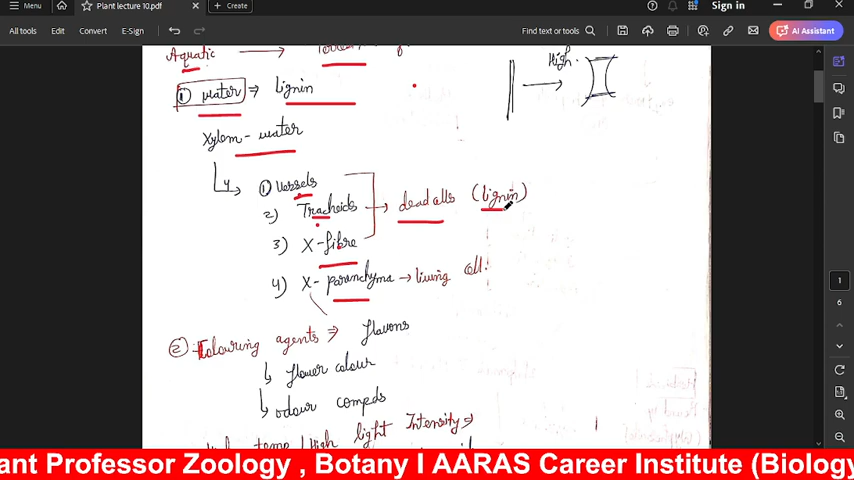 Menu
Plant lecture 10.pdf
Create
Sign in
All tools
Edit
Convert
E-Sign
Find text or tools
AI Assistant
Aquatic
High.
① water ⇒ lignin
Xylem - water
4
① Vessels
2) Tracheids → dead cells (lignin)
3) X - fibre
4) X - parenchyma → living cell!
② Colouring agents ⇒ flavons
↳ flower colour
↳ odour compds
temp / High light Intensity ⇒
1
6
ant Professor Zoology , Botany I AARAS Career Institute (Biology